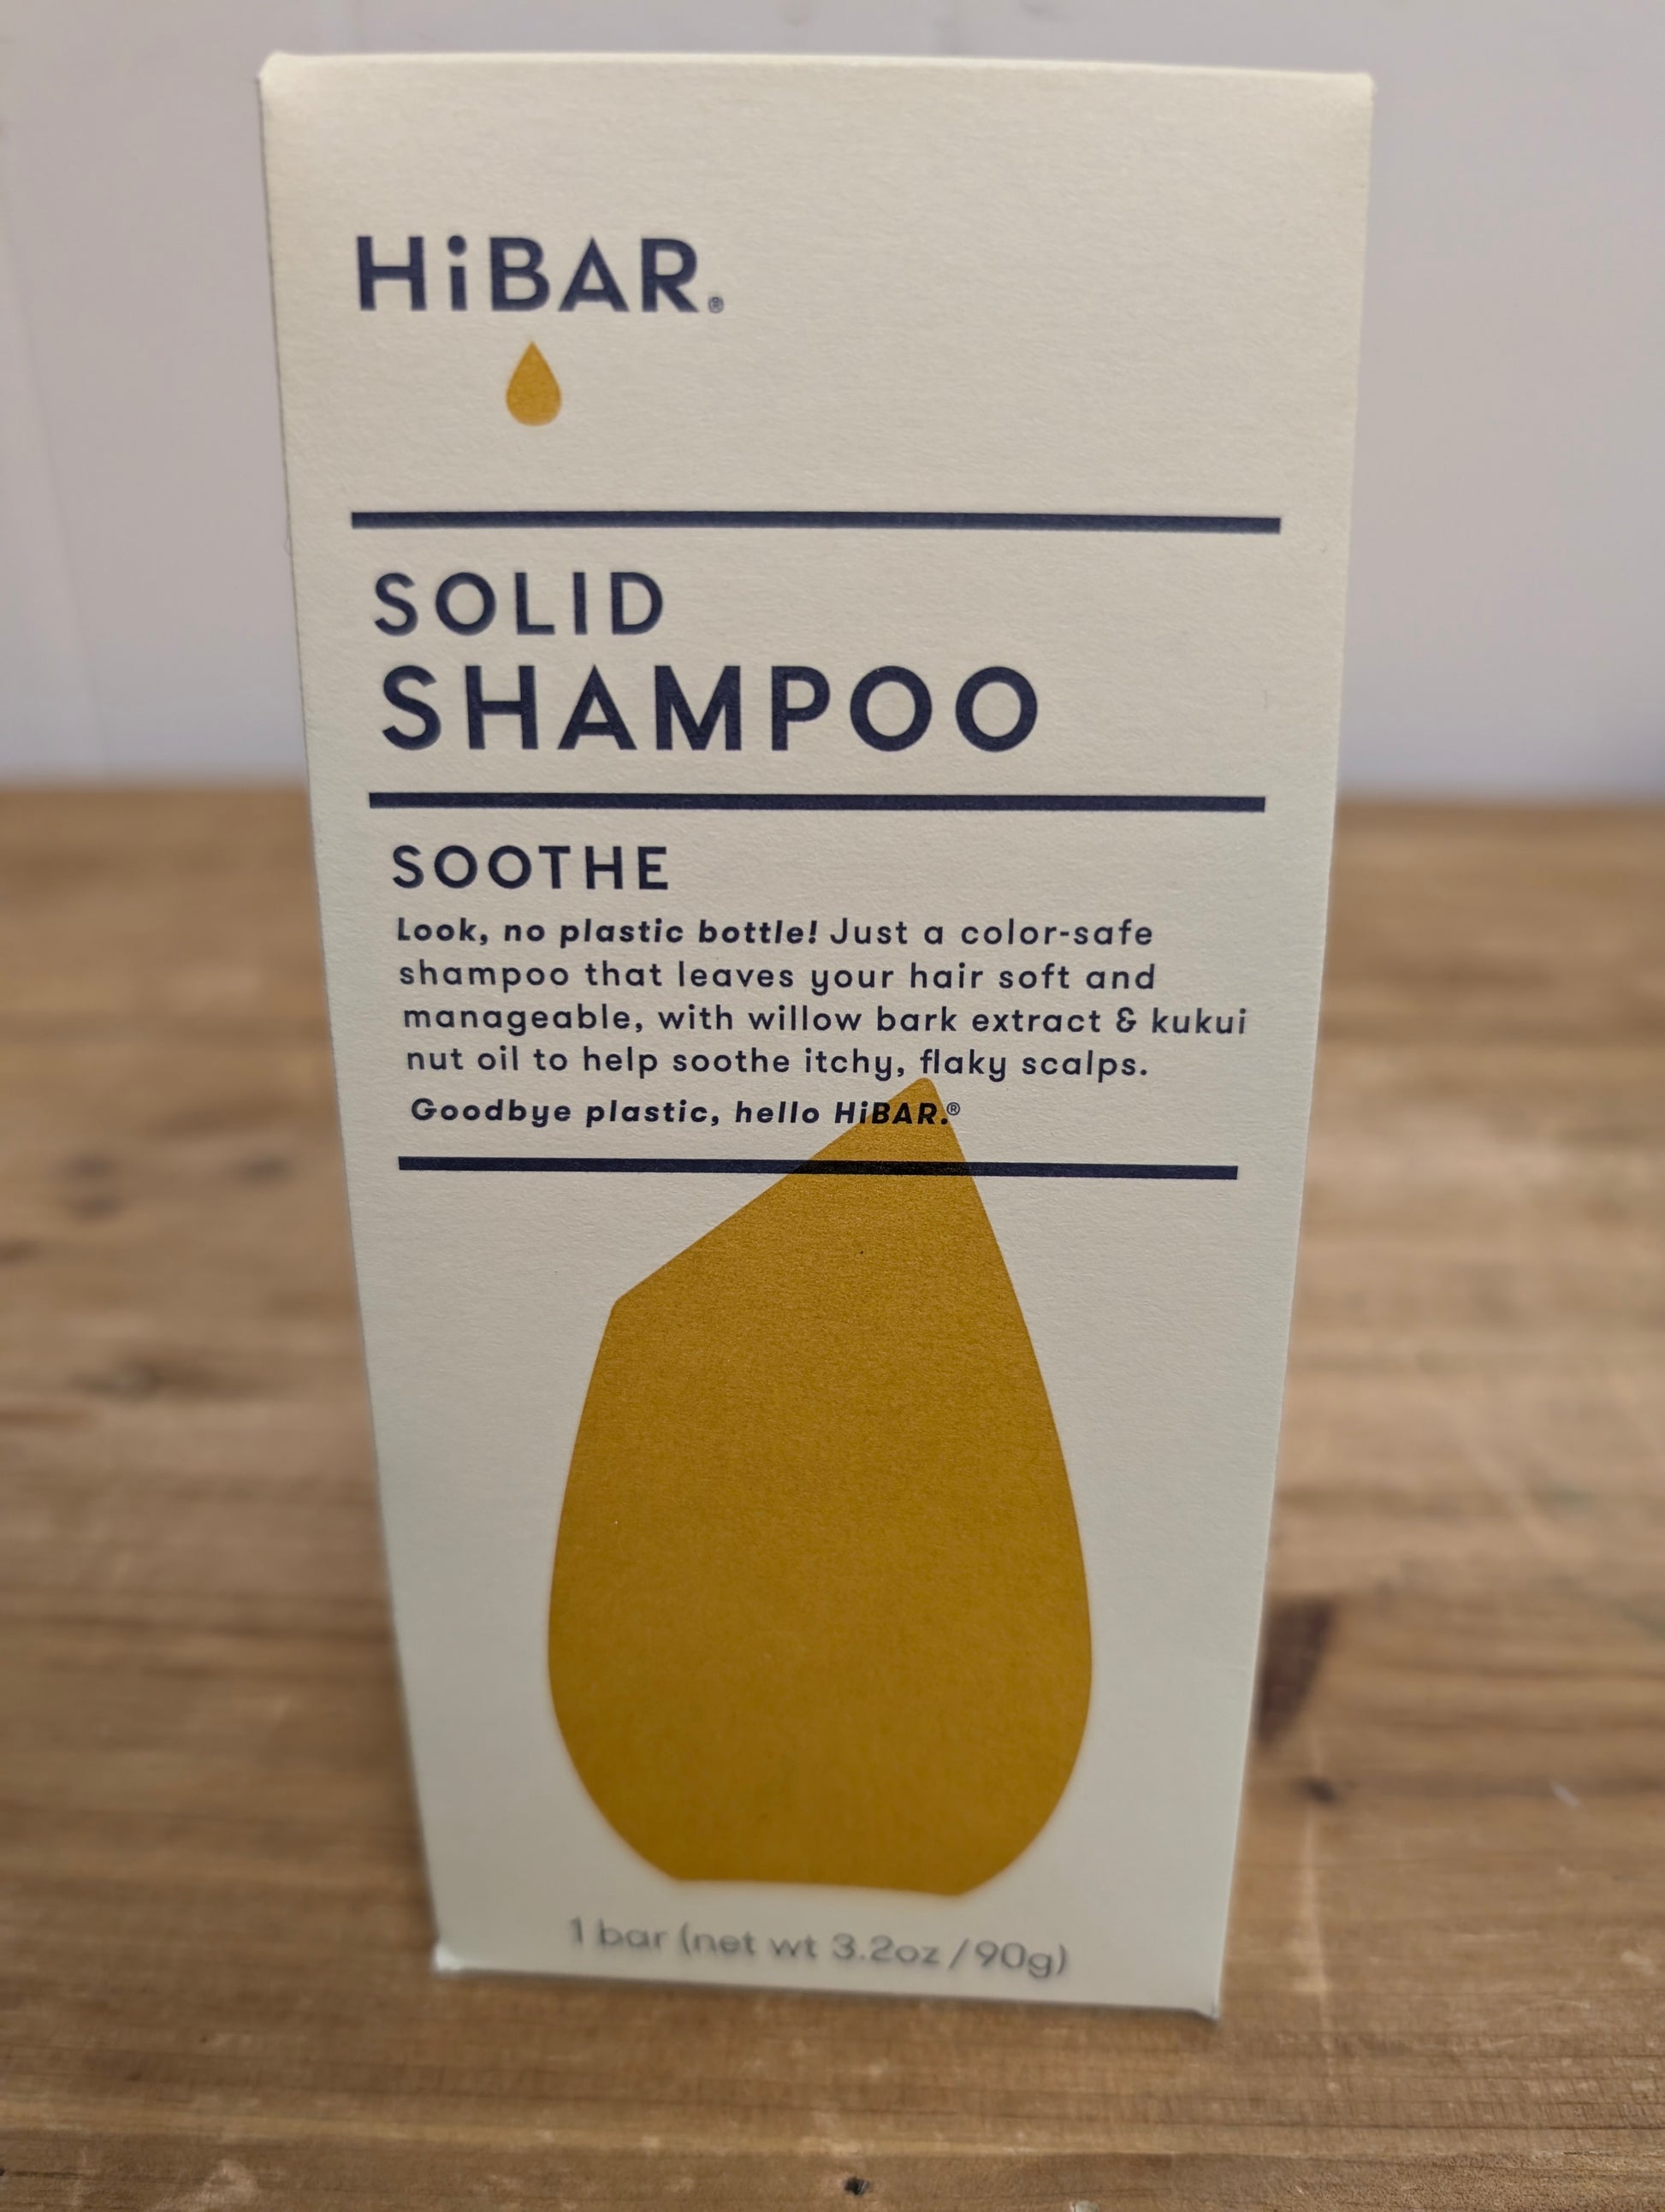 HiBAR.®
SOLID
SHAMPOO
SOOTHE
Look, no plastic bottle! Just a color-safe
shampoo that leaves your hair soft and
manageable, with willow bark extract & kukui
nut oil to help soothe itchy, flaky scalps.
Goodbye plastic, hello HiBAR.®
1 bar (net wt 3.2oz / 90g)